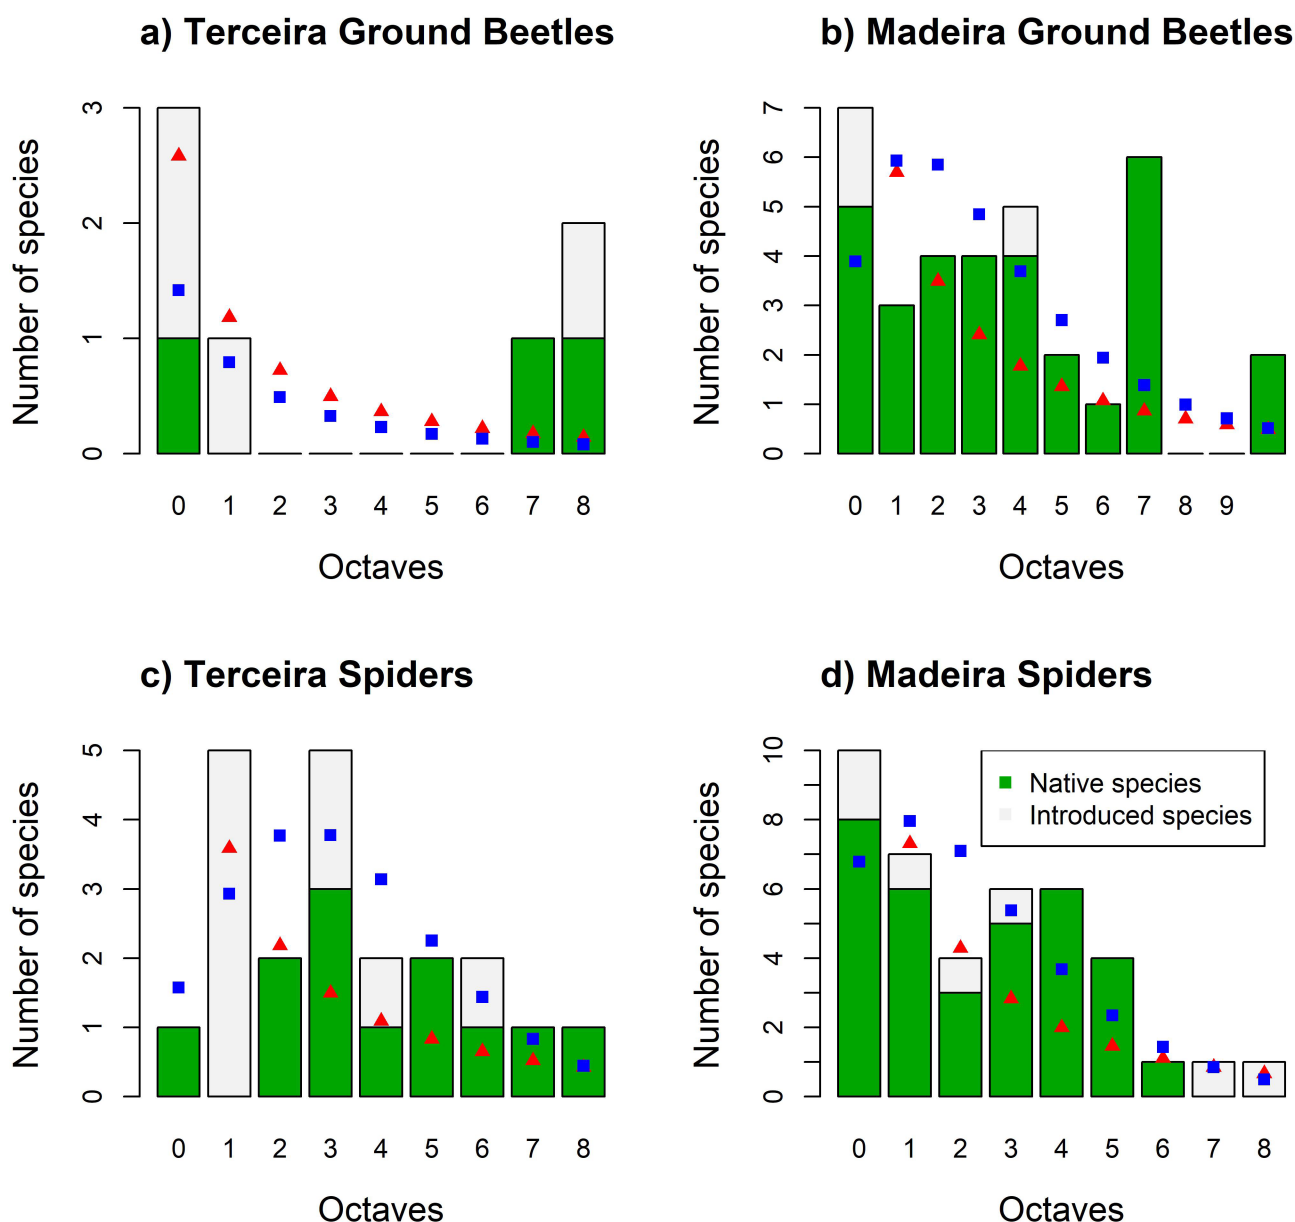 a) Terceira Ground Beetles
Number of species
0 1 2 3
0 1 2 3 4 5 6 7 8
Octaves
b) Madeira Ground Beetles
Number of species
0 1 2 3 4 5 6 7
0 1 2 3 4 5 6 7 8 9
Octaves
c) Terceira Spiders
Number of species
0 1 2 3 4 5
0 1 2 3 4 5 6 7 8
Octaves
d) Madeira Spiders
Number of species
0 2 4 6 8 10
Native species
Introduced species
0 1 2 3 4 5 6 7 8
Octaves